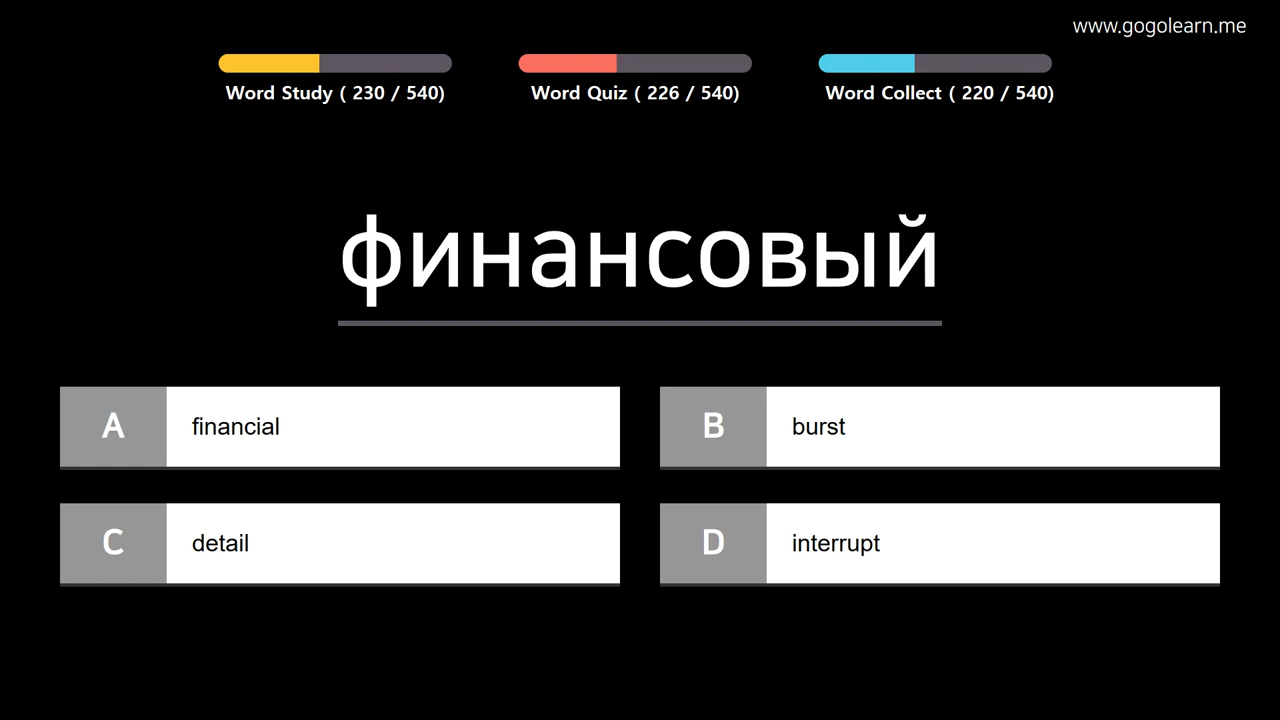 www.gogolearn.me
Word Study ( 230 / 540)
Word Quiz ( 226 / 540)
Word Collect ( 220 / 540)
финансовый
A
financial
B
burst
C
detail
D
interrupt